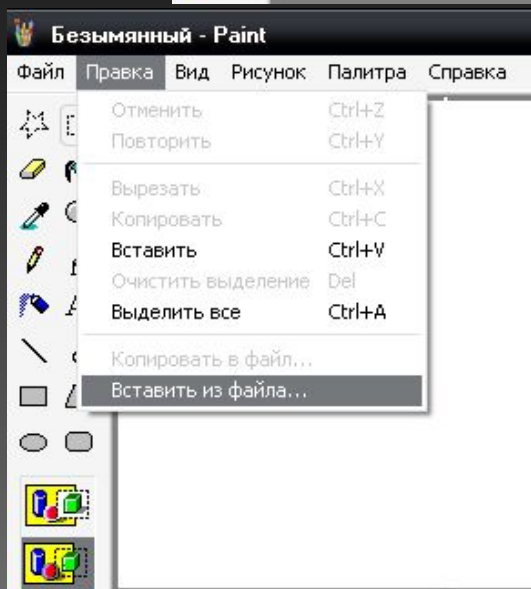 Безымянный - Paint
Файл Правка Вид Рисунок Палитра Справка
Отменить Ctrl+Z
Повторить Ctrl+Y
Вырезать Ctrl+X
Копировать Ctrl+C
Вставить Ctrl+V
Очистить выделение Del
Выделить все Ctrl+A
Копировать в файл...
Вставить из файла...